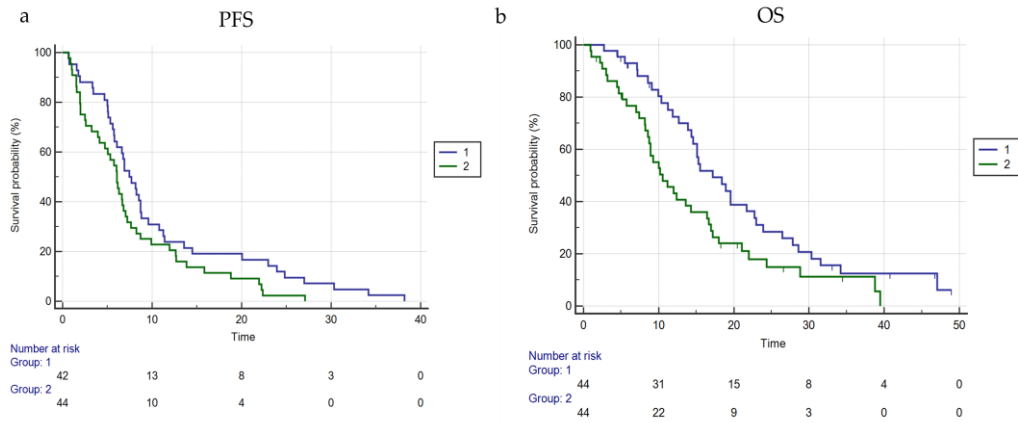 a
PFS
100
80
60
40
20
0
Survival probability (%)
0 10 20 30 40
Time
1
2
Number at risk
Group: 1
42 13 8 3 0
Group: 2
44 10 4 0 0
b
OS
100
80
60
40
20
0
Survival probability (%)
0 10 20 30 40 50
Time
1
2
Number at risk
Group: 1
44 31 15 8 4 0
Group: 2
44 22 9 3 0 0